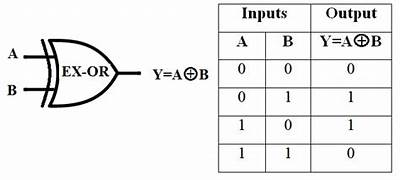 A
B
EX-OR
Y=A⊕B
Inputs Output
A B Y=A⊕B
0 0 0
0 1 1
1 0 1
1 1 0